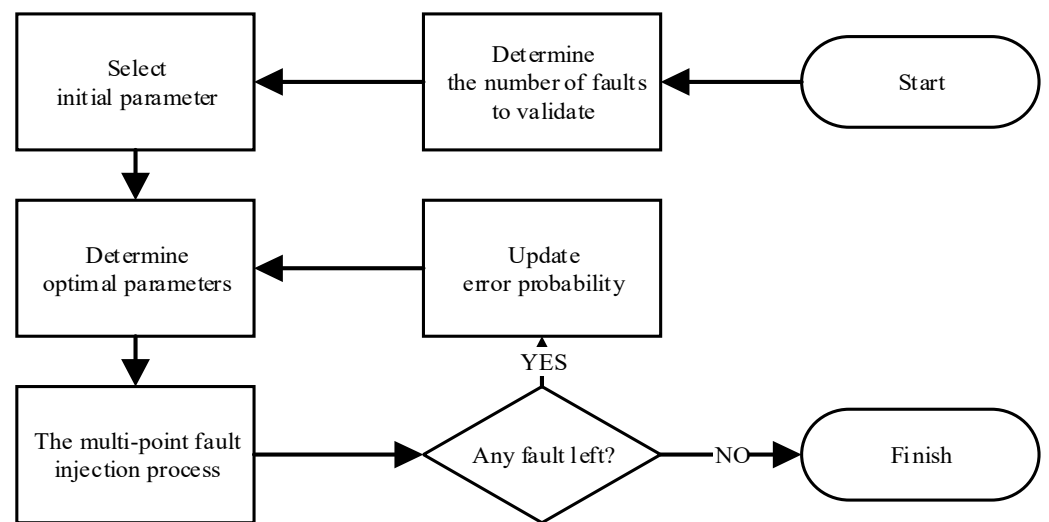 Select
initial parameter
Determine
the number of faults
to validate
Start
Determine
optimal parameters
Update
error probability
YES
The multi-point fault
injection process
Any fault left?
NO
Finish